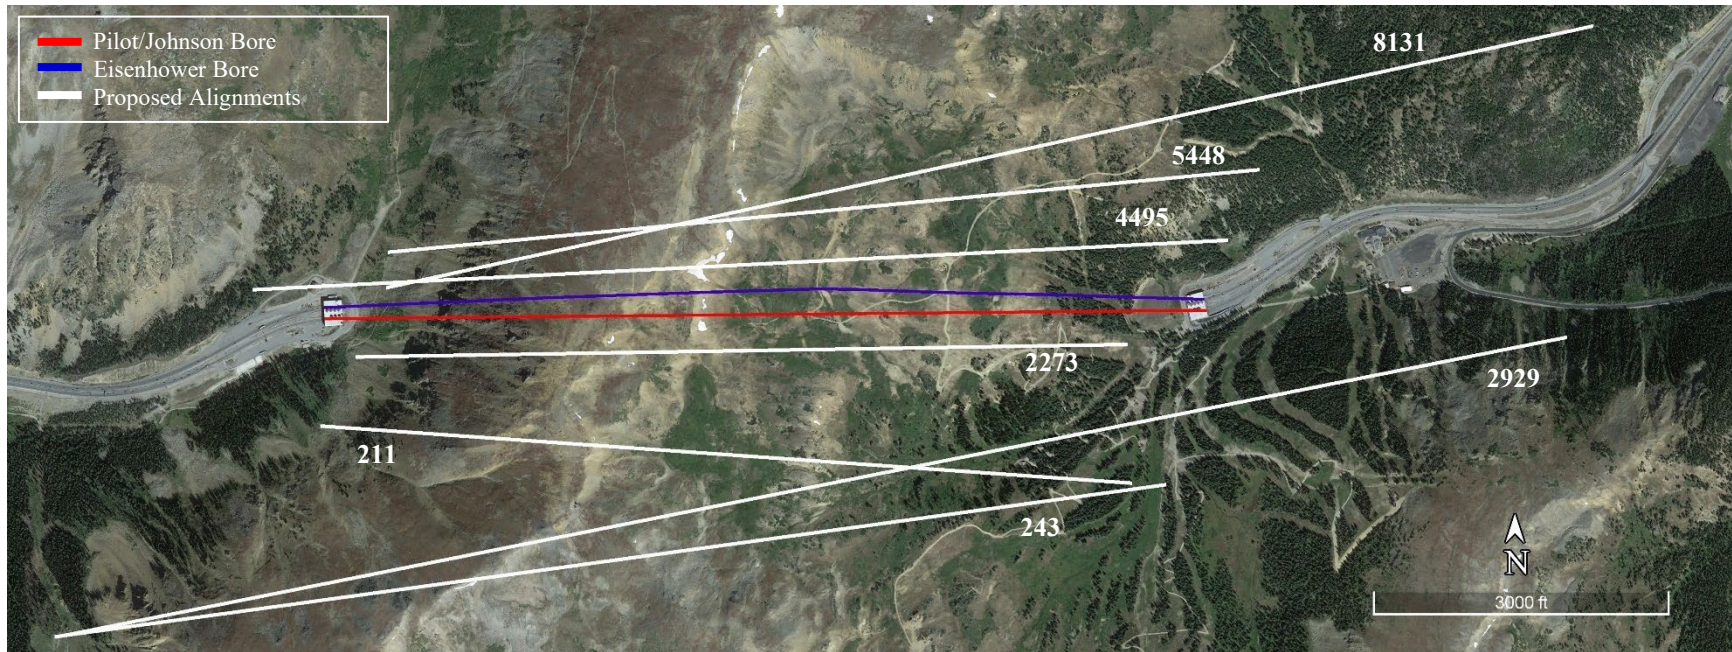 Pilot/Johnson Bore
Eisenhower Bore
Proposed Alignments
8131
5448
4495
2273
2929
211
243
N
3000 ft